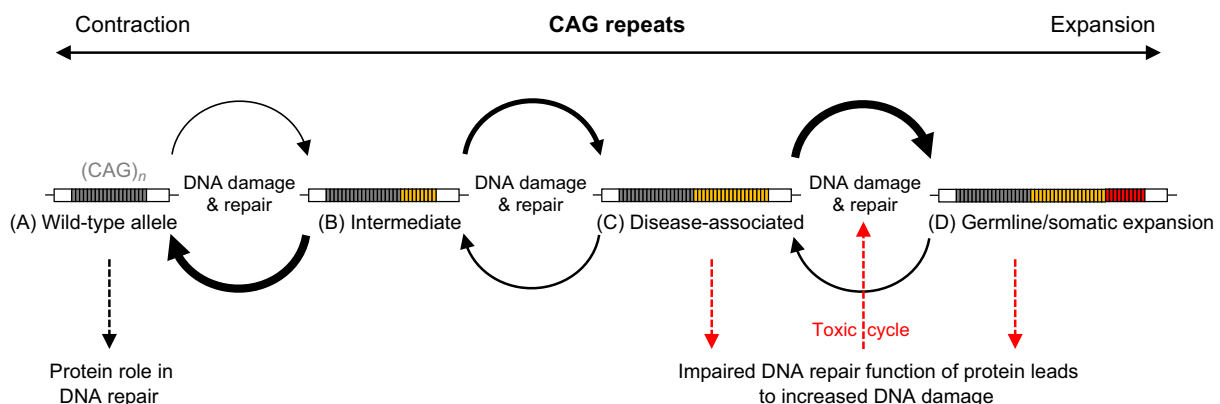 Contraction CAG repeats Expansion
(CAG)n
DNA damage & repair
DNA damage & repair
DNA damage & repair
(A) Wild-type allele
(B) Intermediate
(C) Disease-associated
(D) Germline/somatic expansion
Toxic cycle
Protein role in
DNA repair
Impaired DNA repair function of protein leads
to increased DNA damage